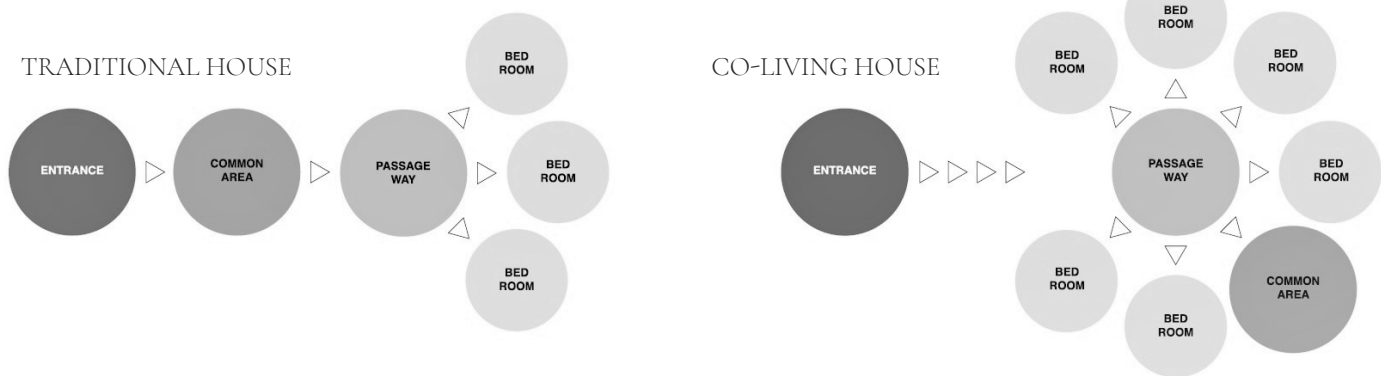 TRADITIONAL HOUSE
ENTRANCE
COMMON
AREA
PASSAGE
WAY
BED
ROOM
BED
ROOM
BED
ROOM
CO-LIVING HOUSE
ENTRANCE
BED
ROOM
BED
ROOM
BED
ROOM
PASSAGE
WAY
BED
ROOM
BED
ROOM
BED
ROOM
COMMON
AREA